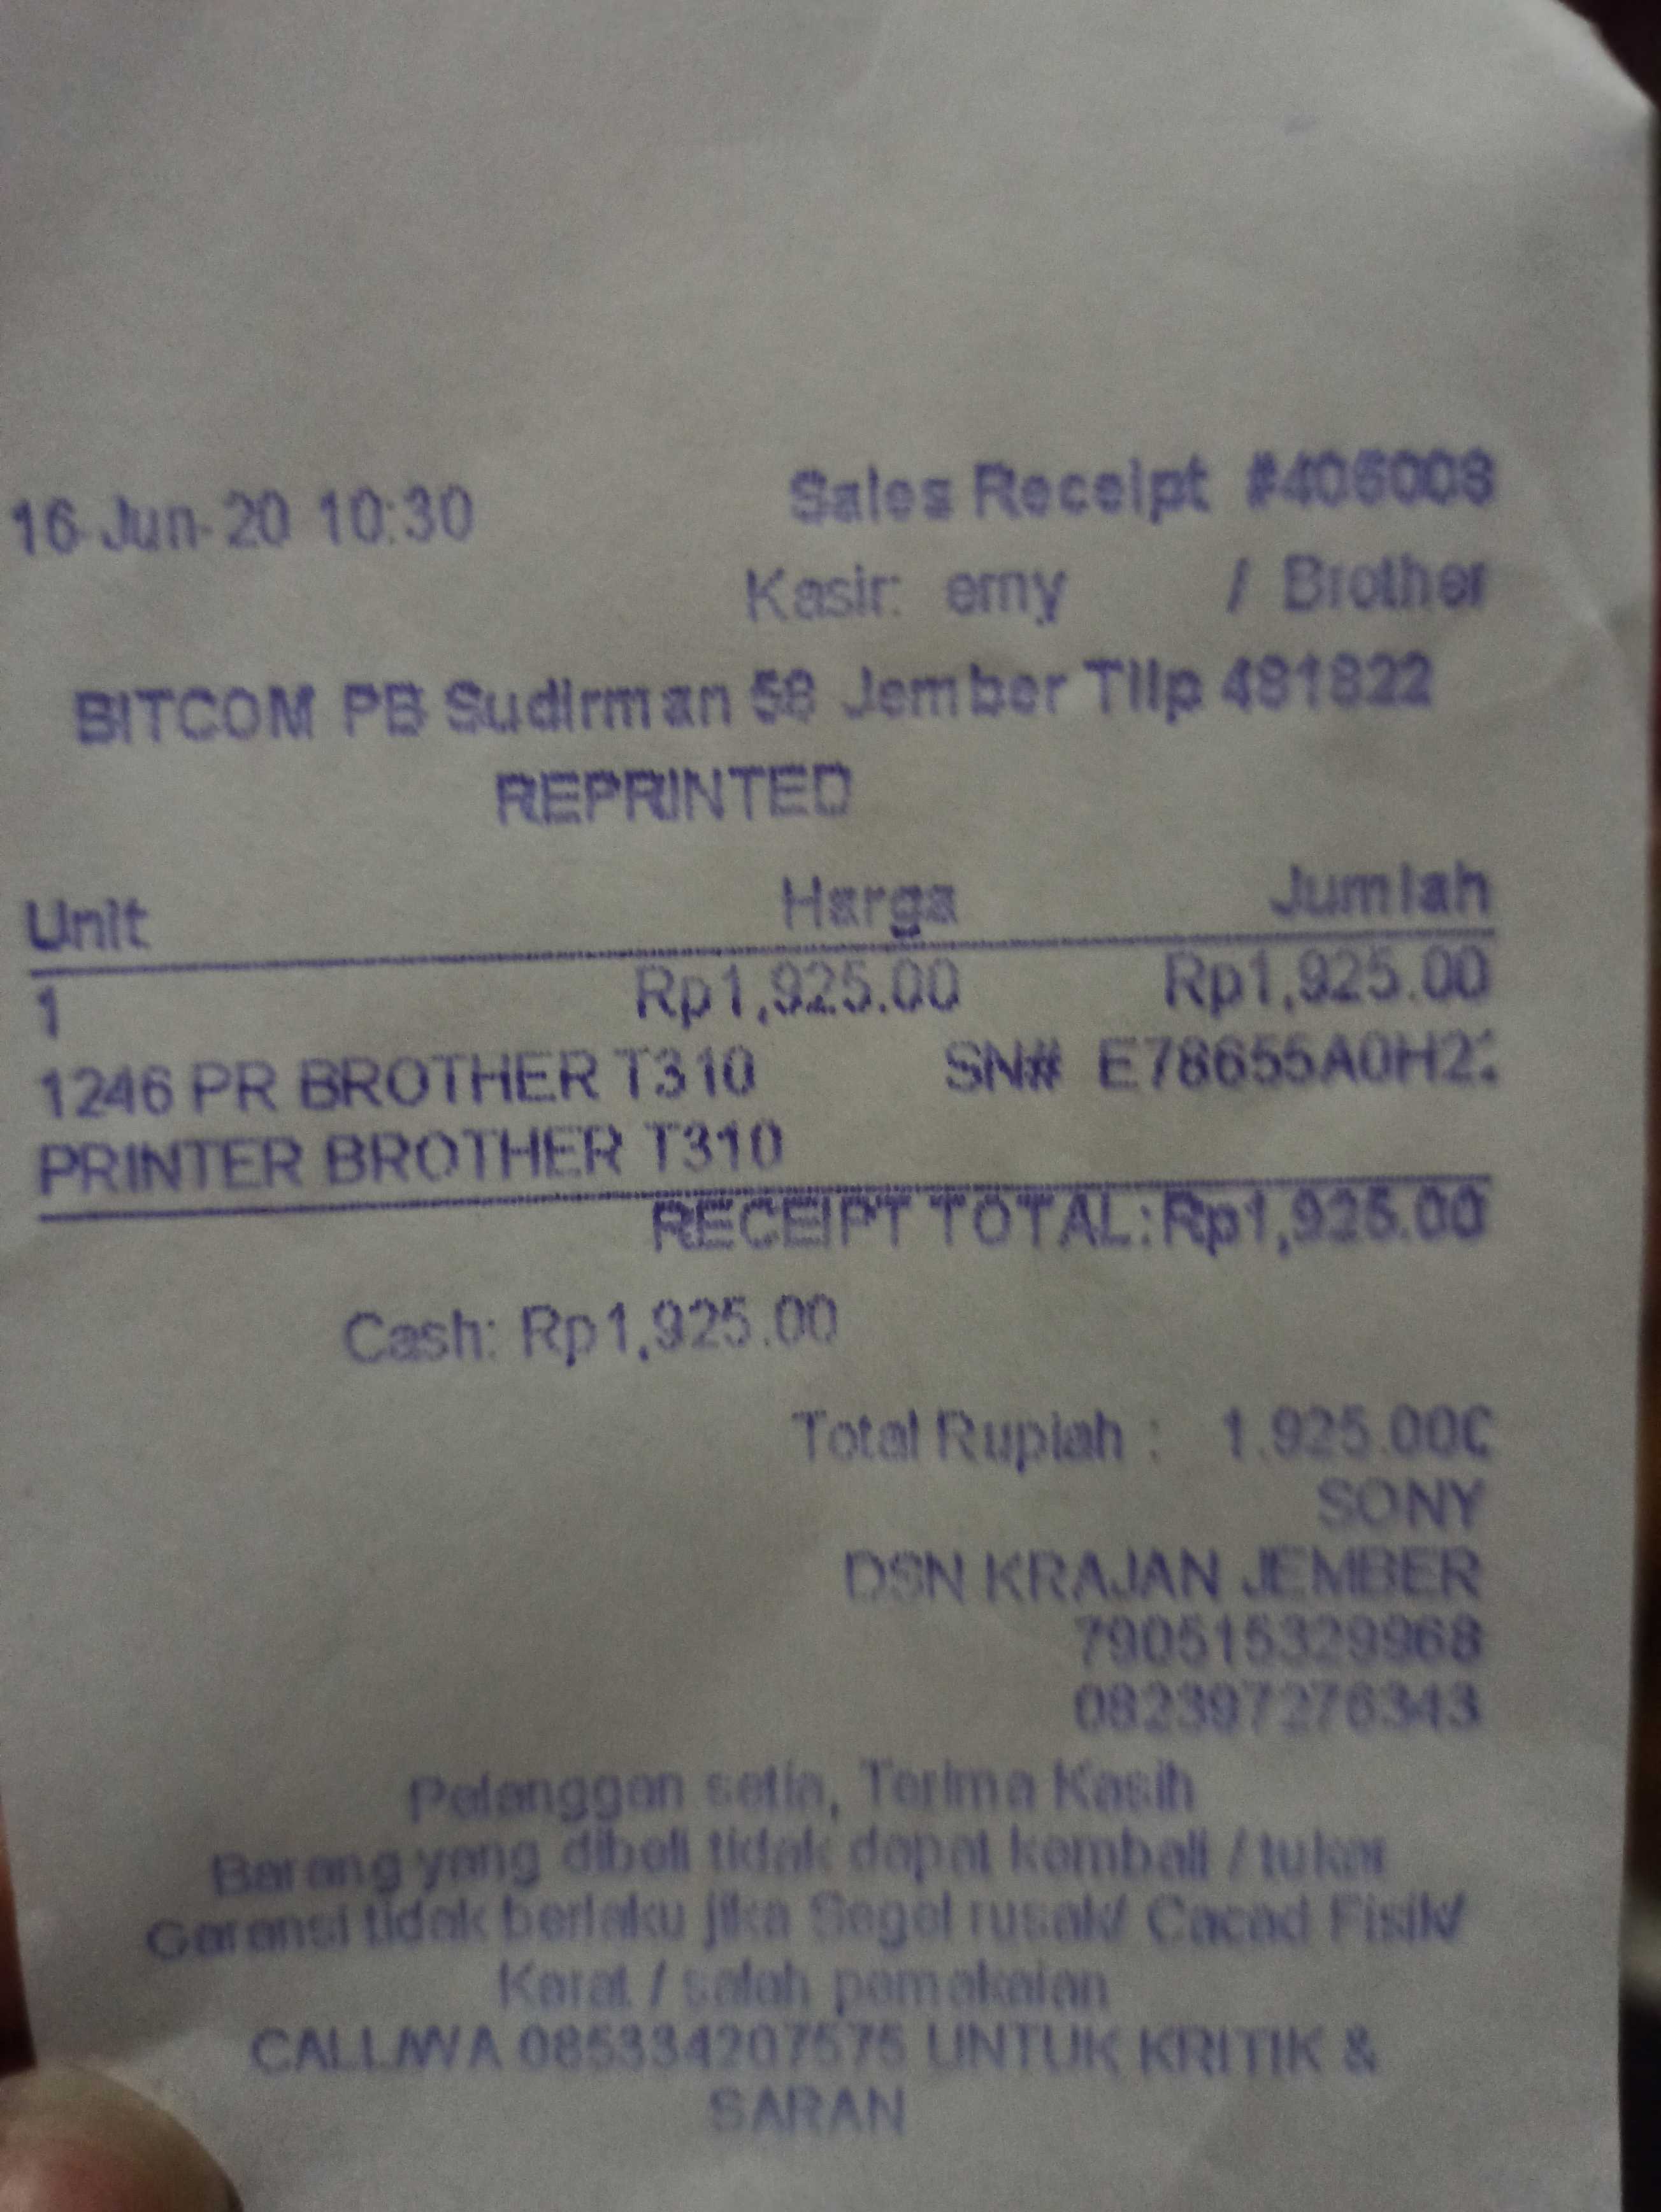 16-Jun-20 10:30 Sales Receipt #406008
Kasir: erny / Brother
BITCOM PB Sudirman 58 Jember Tllp 481822
REPRINTED
Unit Harga Jumlah
1 Rp1,925.00 Rp1,925.00
1246 PR BROTHER T310 SN# E78655A0H2
PRINTER BROTHER T310
RECEIPT TOTAL: Rp1,925.00
Cash: Rp1,925.00
Total Rupiah : 1.925.000
SONY
DSN KRAJAN JEMBER
790515329968
082397276343
Pelanggan setia, Terima Kasih
Barang yang dibeli tidak dapat kembali / tukar
Garansi tidak berlaku jika Segel rusak/ Cacad Fisik/
Karat / salah pemakaian
CALL/WA 085334207575 UNTUK KRITIK &
SARAN